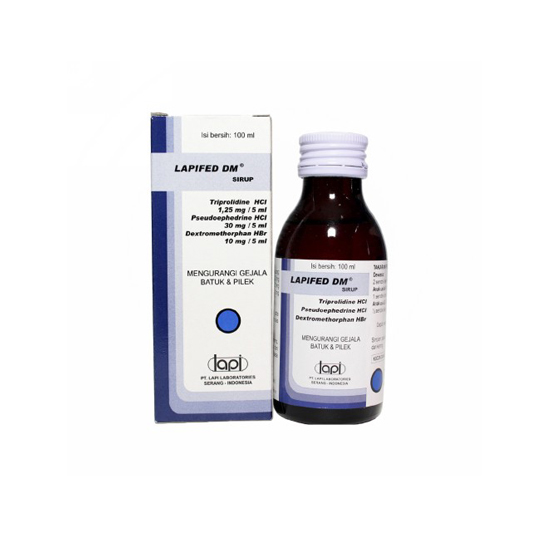 Isi bersih: 100 ml
LAPIFED DM®
SIRUP
Triprolidine HCl
1,25 mg / 5 ml
Pseudoephedrine HCl
30 mg / 5 ml
Dextromethorphan HBr
10 mg / 5 ml
MENGURANGI GEJALA
BATUK & PILEK
lapi
PT. LAPI LABORATORIES
SERANG - INDONESIA
Isi bersih: 100 ml
LAPIFED DM®
SIRUP
Triprolidine HCl
Pseudoephedrine HCl
Dextromethorphan HBr
MENGURANGI GEJALA
BATUK & PILEK
lapi
PT. LAPI LABORATORIES
SERANG - INDONESIA